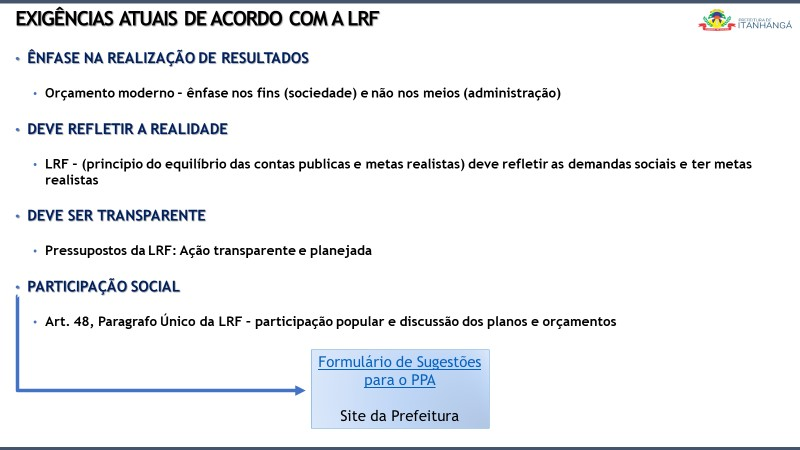 EXIGÊNCIAS ATUAIS DE ACORDO COM A LRF
PREFEITURA DE
ITANHANGÁ
• ÊNFASE NA REALIZAÇÃO DE RESULTADOS
• Orçamento moderno – ênfase nos fins (sociedade) e não nos meios (administração)
• DEVE REFLETIR A REALIDADE
• LRF – (principio do equilíbrio das contas publicas e metas realistas) deve refletir as demandas sociais e ter metas
realistas
• DEVE SER TRANSPARENTE
• Pressupostos da LRF: Ação transparente e planejada
• PARTICIPAÇÃO SOCIAL
• Art. 48, Paragrafo Único da LRF – participação popular e discussão dos planos e orçamentos
Formulário de Sugestões
para o PPA
Site da Prefeitura